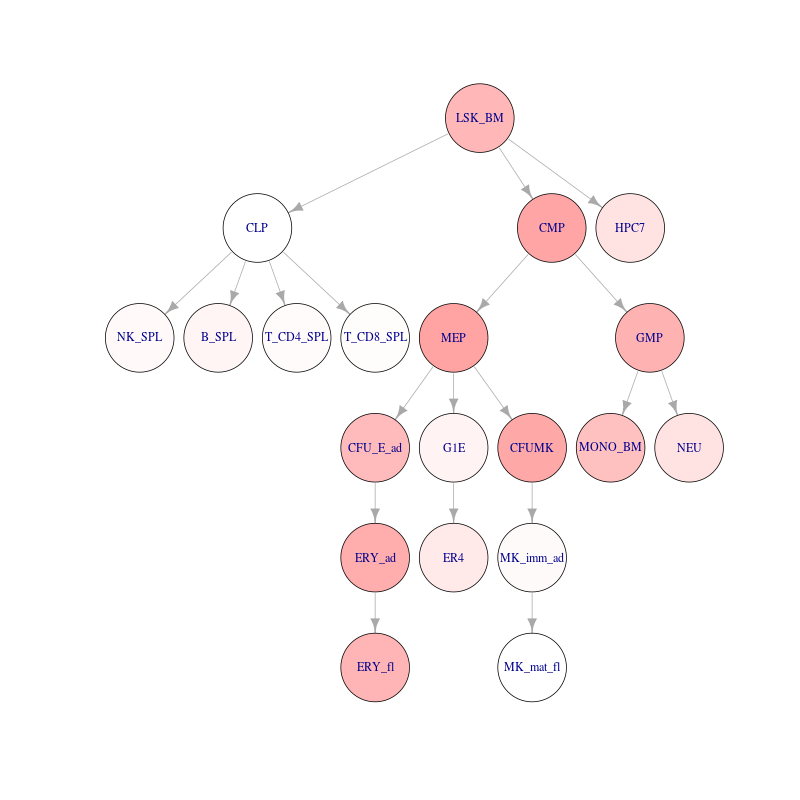 LSK_BM
CLP
CMP
HPC7
NK_SPL
B_SPL
T_CD4_SPL
T_CD8_SPL
MEP
GMP
CFU_E_ad
G1E
CFUMK
MONO_BM
NEU
ERY_ad
ER4
MK_imm_ad
ERY_fl
MK_mat_fl